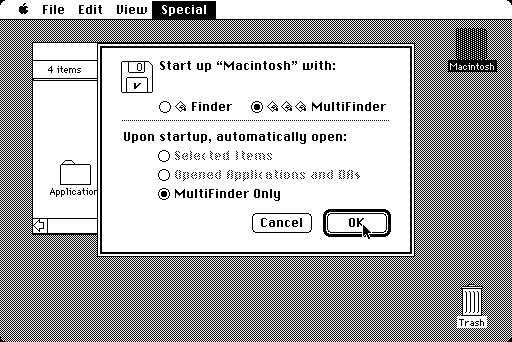 File Edit View Special
4 items
Start up “Macintosh” with:
Finder MultiFinder
Upon startup, automatically open:
Selected Items
Opened Applications and DAs
MultiFinder Only
Cancel OK
Macintosh
Application
Trash